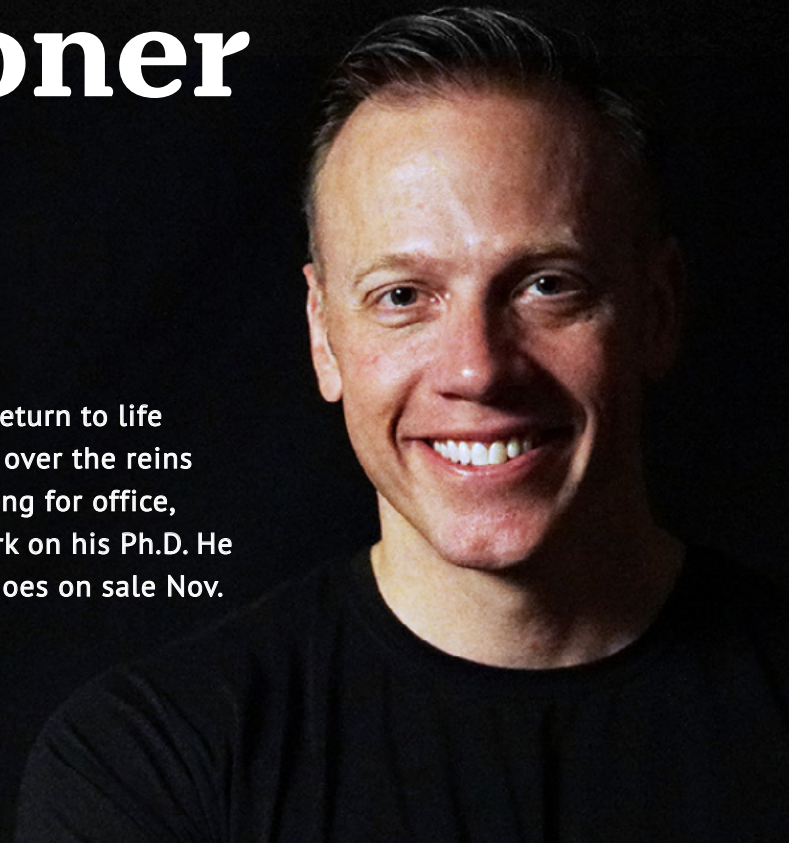 oner
eturn to life
over the reins
ng for office,
rk on his Ph.D. He
oes on sale Nov.